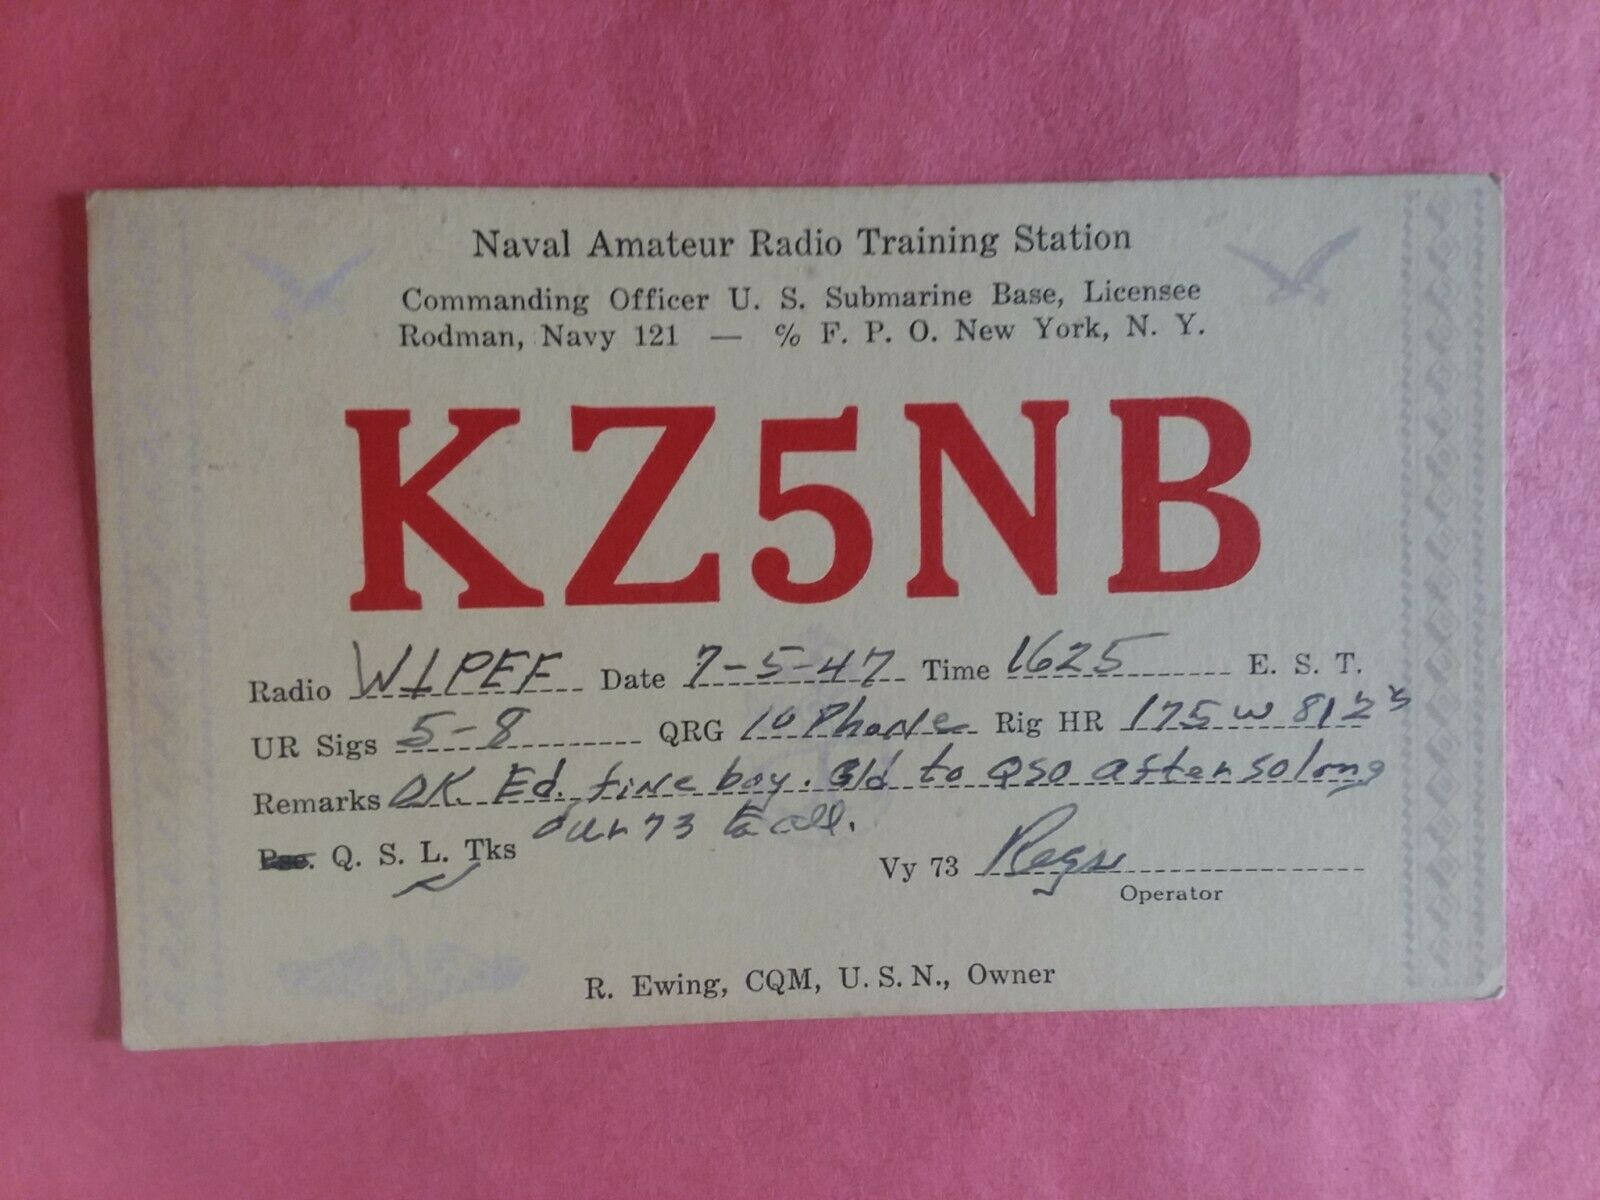 Naval Amateur Radio Training Station
Commanding Officer U. S. Submarine Base, Licensee
Rodman, Navy 121 — % F. P. O. New York, N. Y.
KZ5NB
Radio W1PEF Date 7-5-47 Time 1625 E. S. T.
UR Sigs 5-8 QRG 10 Phone Rig HR 175 W 812's
Remarks OK Ed. fine boy. Gld to QSO after so long
Q. S. L. Tks our 73 to all.
Vy 73
Operator
R. Ewing, CQM, U. S. N., Owner